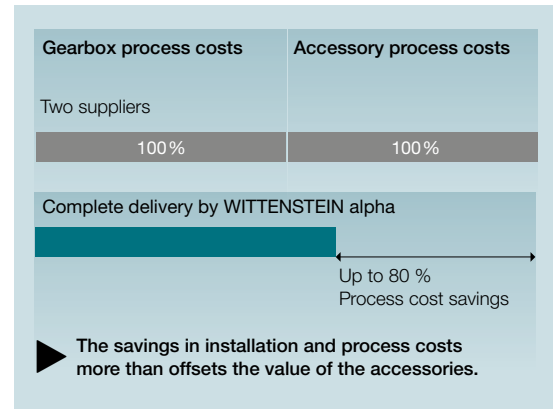 Gearbox process costs
Accessory process costs
Two suppliers
100 %
100 %
Complete delivery by WITTENSTEIN alpha
Up to 80 %
Process cost savings
The savings in installation and process costs
more than offsets the value of the accessories.